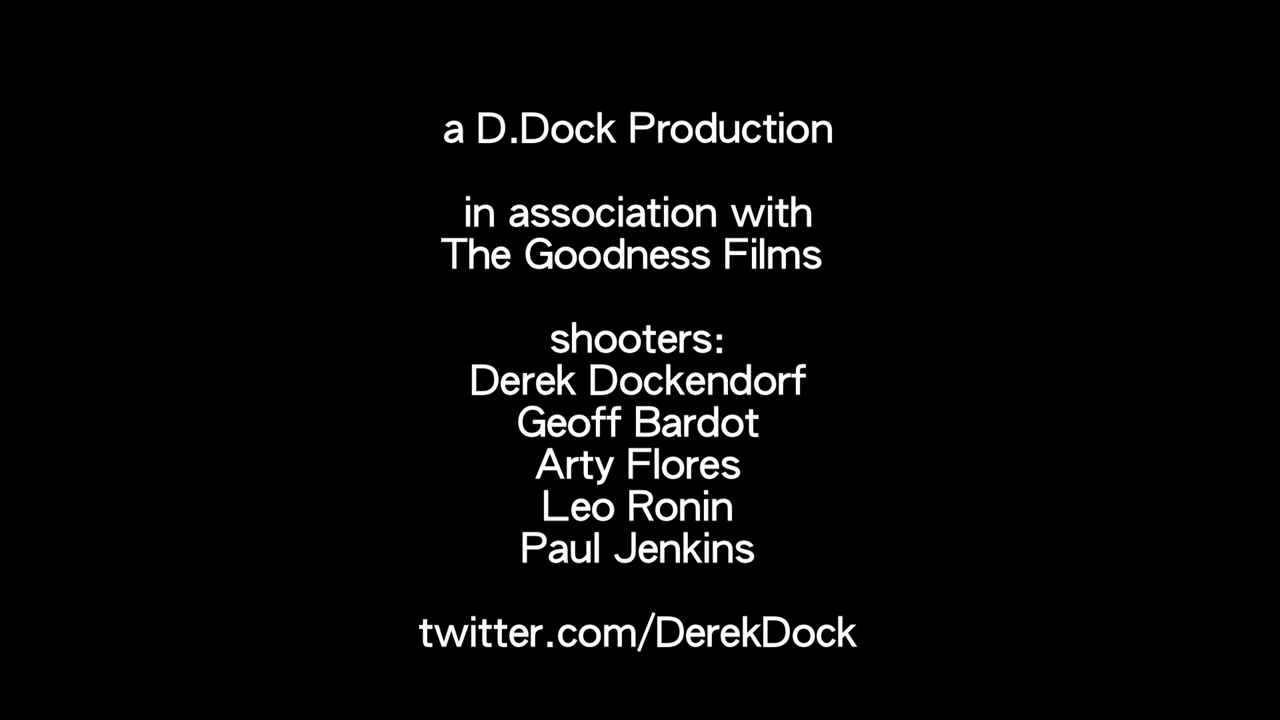 a D.Dock Production
in association with
The Goodness Films
shooters:
Derek Dockendorf
Geoff Bardot
Arty Flores
Leo Ronin
Paul Jenkins
twitter.com/DerekDock